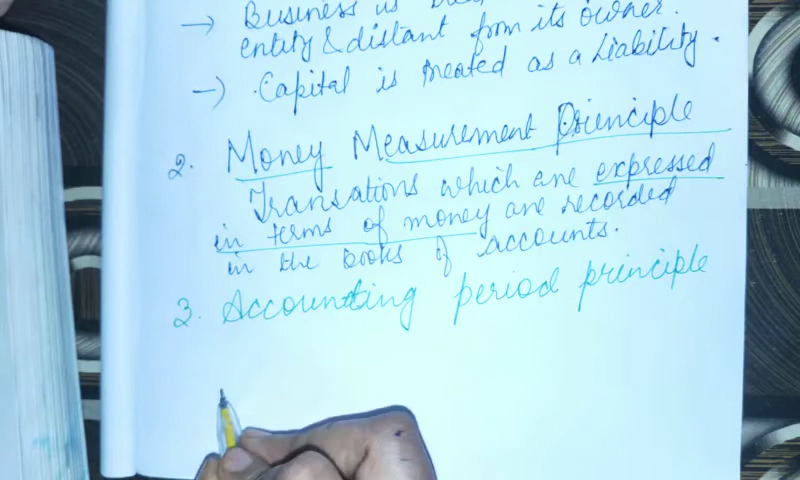 → Business is
entity & distant from its owner.
→ Capital is treated as a Liability.
2. Money Measurement Principle
Transations which are expressed
in terms of money are recorded
in the books of accounts.
3. Accounting period principle